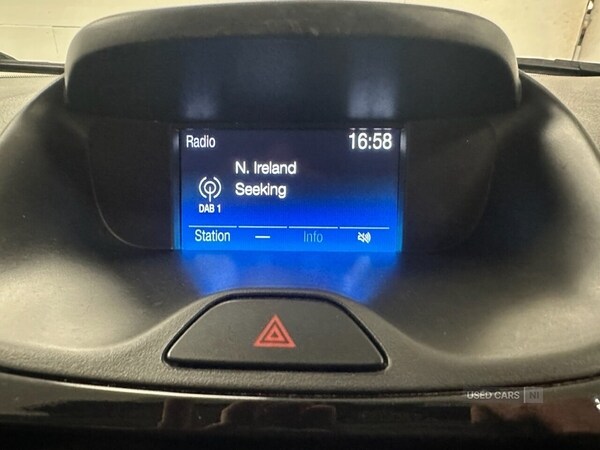 Radio 16:58
N. Ireland
Seeking
DAB 1
Station — Info
USED CARS NI